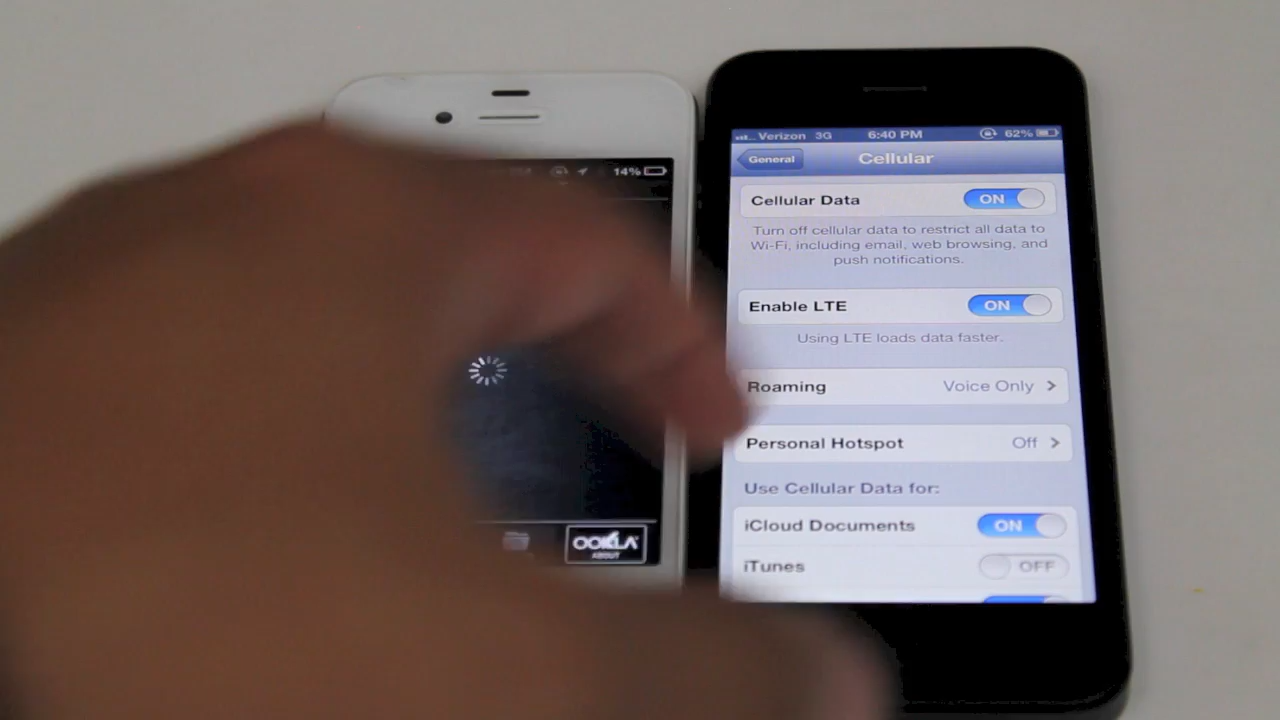 14%
OOKLA
ABOUT
Verizon 3G 6:40 PM 62%
General Cellular
Cellular Data ON
Turn off cellular data to restrict all data to
Wi-Fi, including email, web browsing, and
push notifications.
Enable LTE ON
Using LTE loads data faster.
Roaming Voice Only
Personal Hotspot Off
Use Cellular Data for:
iCloud Documents ON
iTunes OFF